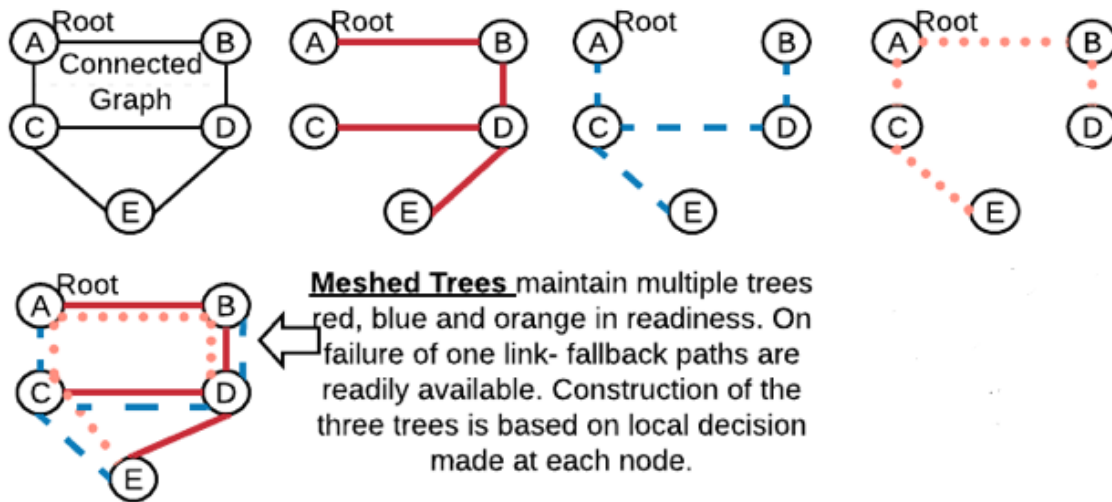 Root Root Root Root
A B A B A B A B
Connected
Graph
C D C D C D C D
E E E E
Root
A B
C D
E
Meshed Trees maintain multiple trees
red, blue and orange in readiness. On
failure of one link- fallback paths are
readily available. Construction of the
three trees is based on local decision
made at each node.